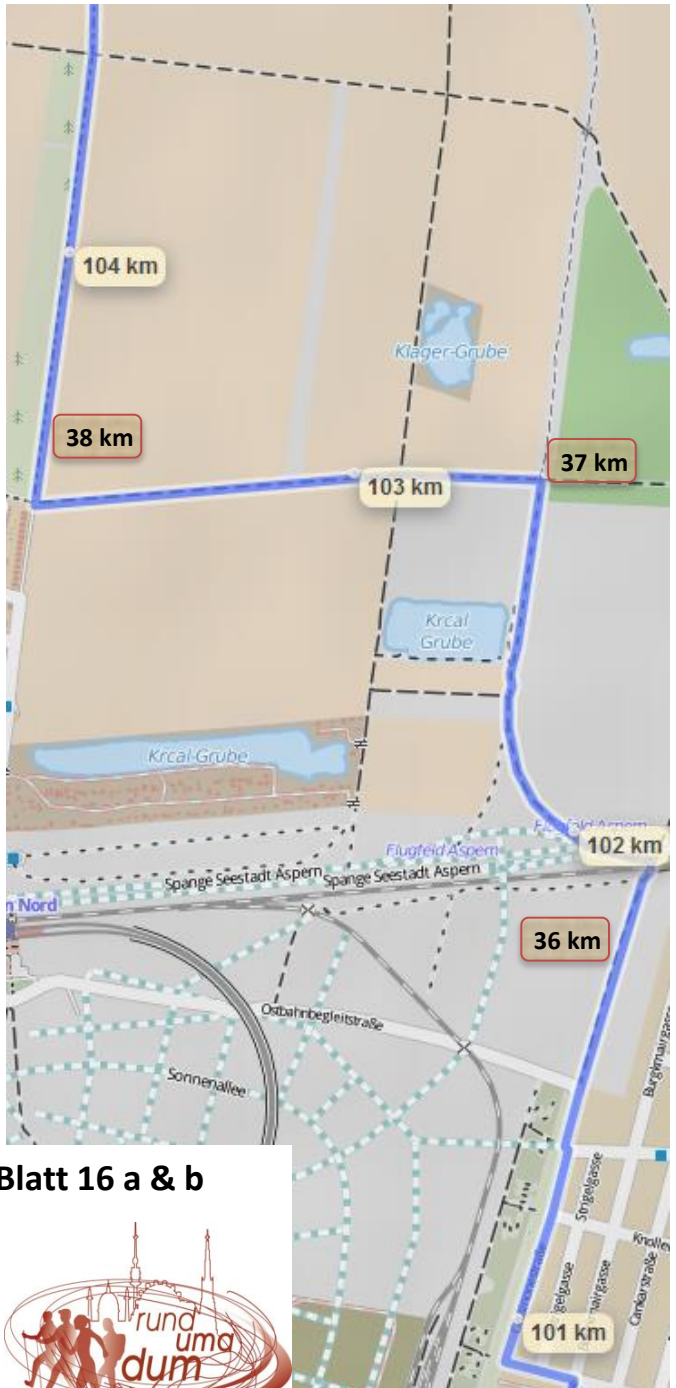 104 km
Klager-Grube
38 km
37 km
103 km
Krcal
Grube
Krcal-Grube
Flugfeld Aspern
102 km
Flugfeld Aspern
Spange Seestadt Aspern
Spange Seestadt Aspern
n Nord
36 km
Ostbahnbegleitstraße
Burglmairgasse
Sonnenallee
Strigelgasse
Blatt 16 a & b
Cankarstraße
101 km
rund
uma
dum